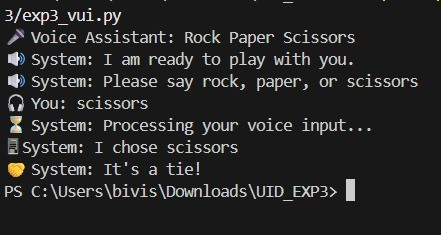 3/exp3_vui.py
🎤 Voice Assistant: Rock Paper Scissors
🔊 System: I am ready to play with you.
🔊 System: Please say rock, paper, or scissors
🎧 You: scissors
⏳ System: Processing your voice input...
🖥System: I chose scissors
🤝 System: It's a tie!
PS C:\Users\bivis\Downloads\UID_EXP3>